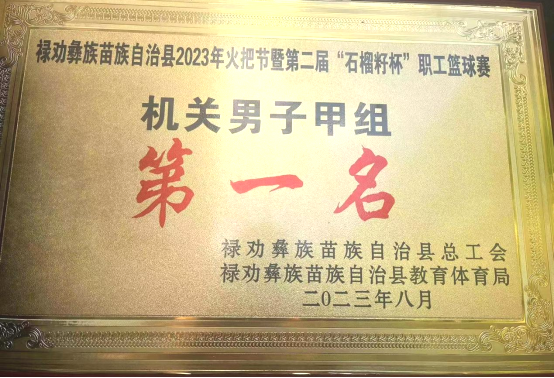 禄劝彝族苗族自治县2023年火把节暨第二届“石榴籽杯”职工篮球赛
机关男子甲组
第一名
禄劝彝族苗族自治县总工会
禄劝彝族苗族自治县教育体育局
二〇二三年八月